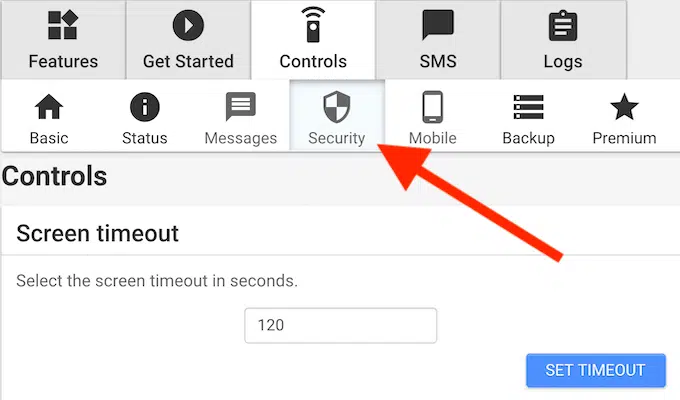 Features Get Started Controls SMS Logs
Basic Status Messages Security Mobile Backup Premium
Controls
Screen timeout
Select the screen timeout in seconds.
120
SET TIMEOUT